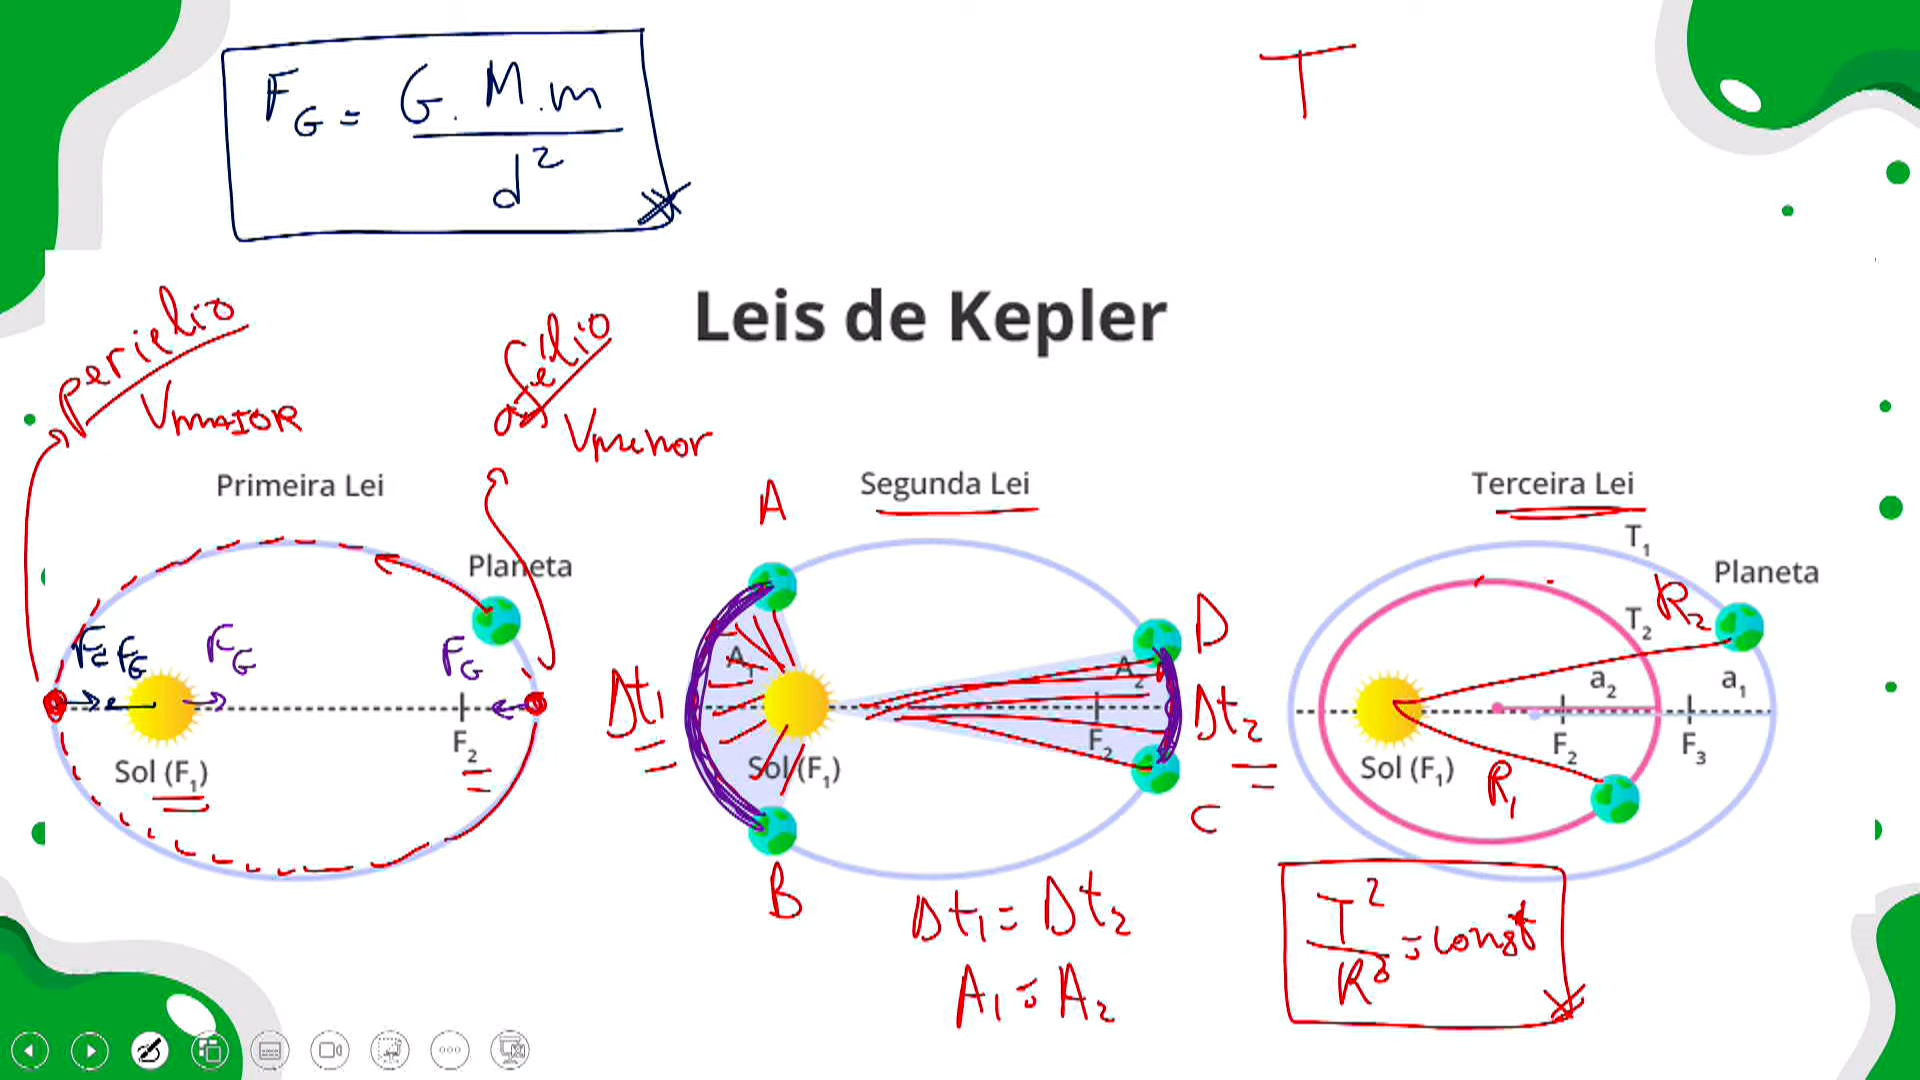 F_G = G.M.m
d²
T
Leis de Kepler
perielio
Vmaior
afélio
Vmenor
Primeira Lei
Planeta
F_G
F_G
F_G
F₂
Sol (F₁)
Segunda Lei
A
A₁
Δt₁
Sol (F₁)
B
D
A₂
Δt₂
F₂
C
Δt₁ = Δt₂
A₁ = A₂
Terceira Lei
T₁
Planeta
R₂
T₂
a₂
a₁
F₂
F₃
Sol (F₁)
R₁
T²
R³
= const